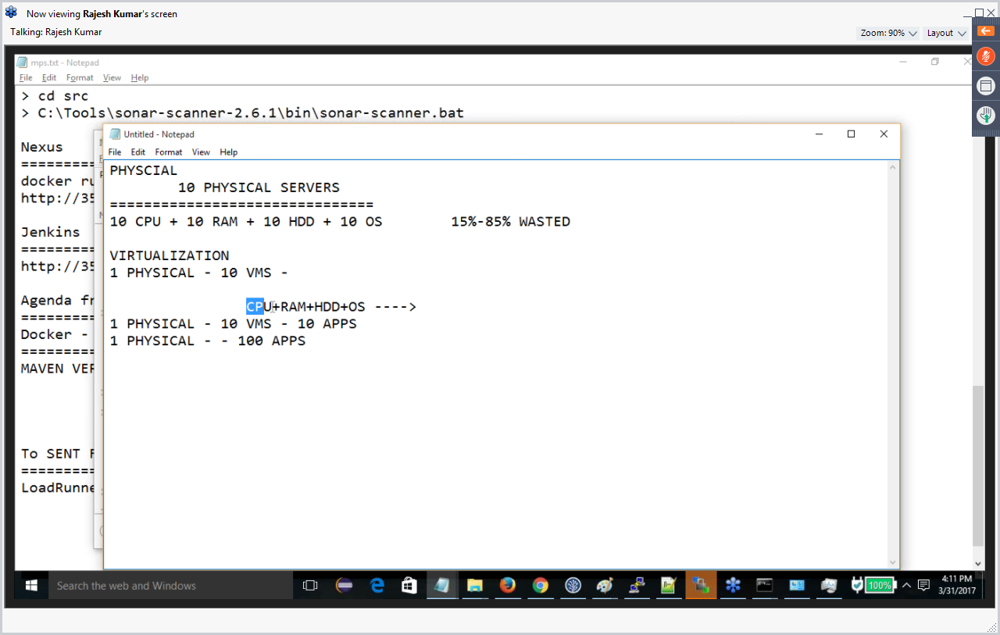 Now viewing Rajesh Kumar's screen
Talking: Rajesh Kumar
Zoom: 90%
Layout
mps.txt - Notepad
File Edit Format View Help
> cd src
> C:\Tools\sonar-scanner-2.6.1\bin\sonar-scanner.bat
Nexus
=========
docker ru
http://35
Jenkins
=========
http://35
Agenda fr
=========
Docker -
=========
MAVEN VER
To SENT
=========
LoadRunne
Untitled - Notepad
File Edit Format View Help
PHYSCIAL
10 PHYSICAL SERVERS
===============================
10 CPU + 10 RAM + 10 HDD + 10 OS 15%-85% WASTED
VIRTUALIZATION
1 PHYSICAL - 10 VMS -
CPU+RAM+HDD+OS ---->
1 PHYSICAL - 10 VMS - 10 APPS
1 PHYSICAL - - 100 APPS
Search the web and Windows
100%
4:11 PM
3/31/2017